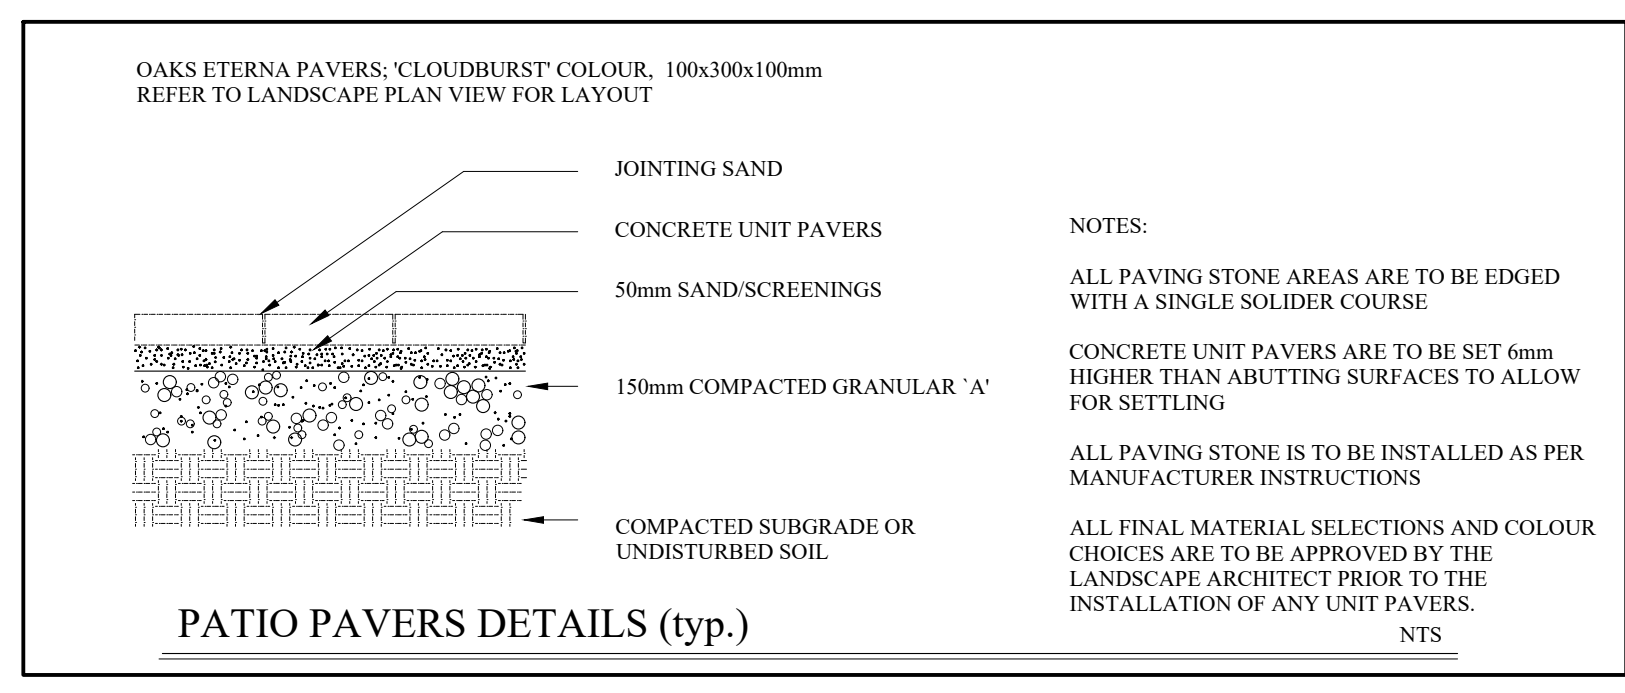 OAKS ETERNA PAVERS; 'CLOUDBURST' COLOUR, 100x300x100mm
REFER TO LANDSCAPE PLAN VIEW FOR LAYOUT
JOINTING SAND
CONCRETE UNIT PAVERS
50mm SAND/SCREENINGS
150mm COMPACTED GRANULAR `A'
COMPACTED SUBGRADE OR
UNDISTURBED SOIL
NOTES:
ALL PAVING STONE AREAS ARE TO BE EDGED
WITH A SINGLE SOLIDER COURSE
CONCRETE UNIT PAVERS ARE TO BE SET 6mm
HIGHER THAN ABUTTING SURFACES TO ALLOW
FOR SETTLING
ALL PAVING STONE IS TO BE INSTALLED AS PER
MANUFACTURER INSTRUCTIONS
ALL FINAL MATERIAL SELECTIONS AND COLOUR
CHOICES ARE TO BE APPROVED BY THE
LANDSCAPE ARCHITECT PRIOR TO THE
INSTALLATION OF ANY UNIT PAVERS.
PATIO PAVERS DETAILS (typ.)
NTS